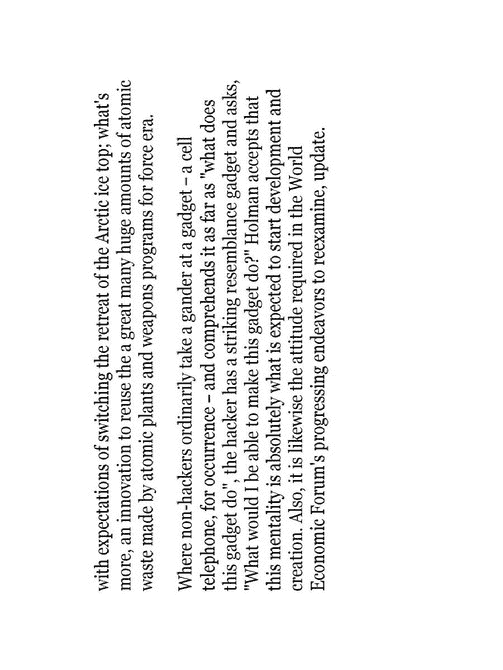 with expectations of switching the retreat of the Arctic ice top; what's
more, an innovation to reuse the a great many huge amounts of atomic
waste made by atomic plants and weapons programs for force era.
Where non-hackers ordinarily take a gander at a gadget – a cell
telephone, for occurrence – and comprehends it as far as "what does
this gadget do", the hacker has a striking resemblance gadget and asks,
"What would I be able to make this gadget do?" Holman accepts that
this mentality is absolutely what is expected to start development and
creation. Also, it is likewise the attitude required in the World
Economic Forum's progressing endeavors to reexamine, update.